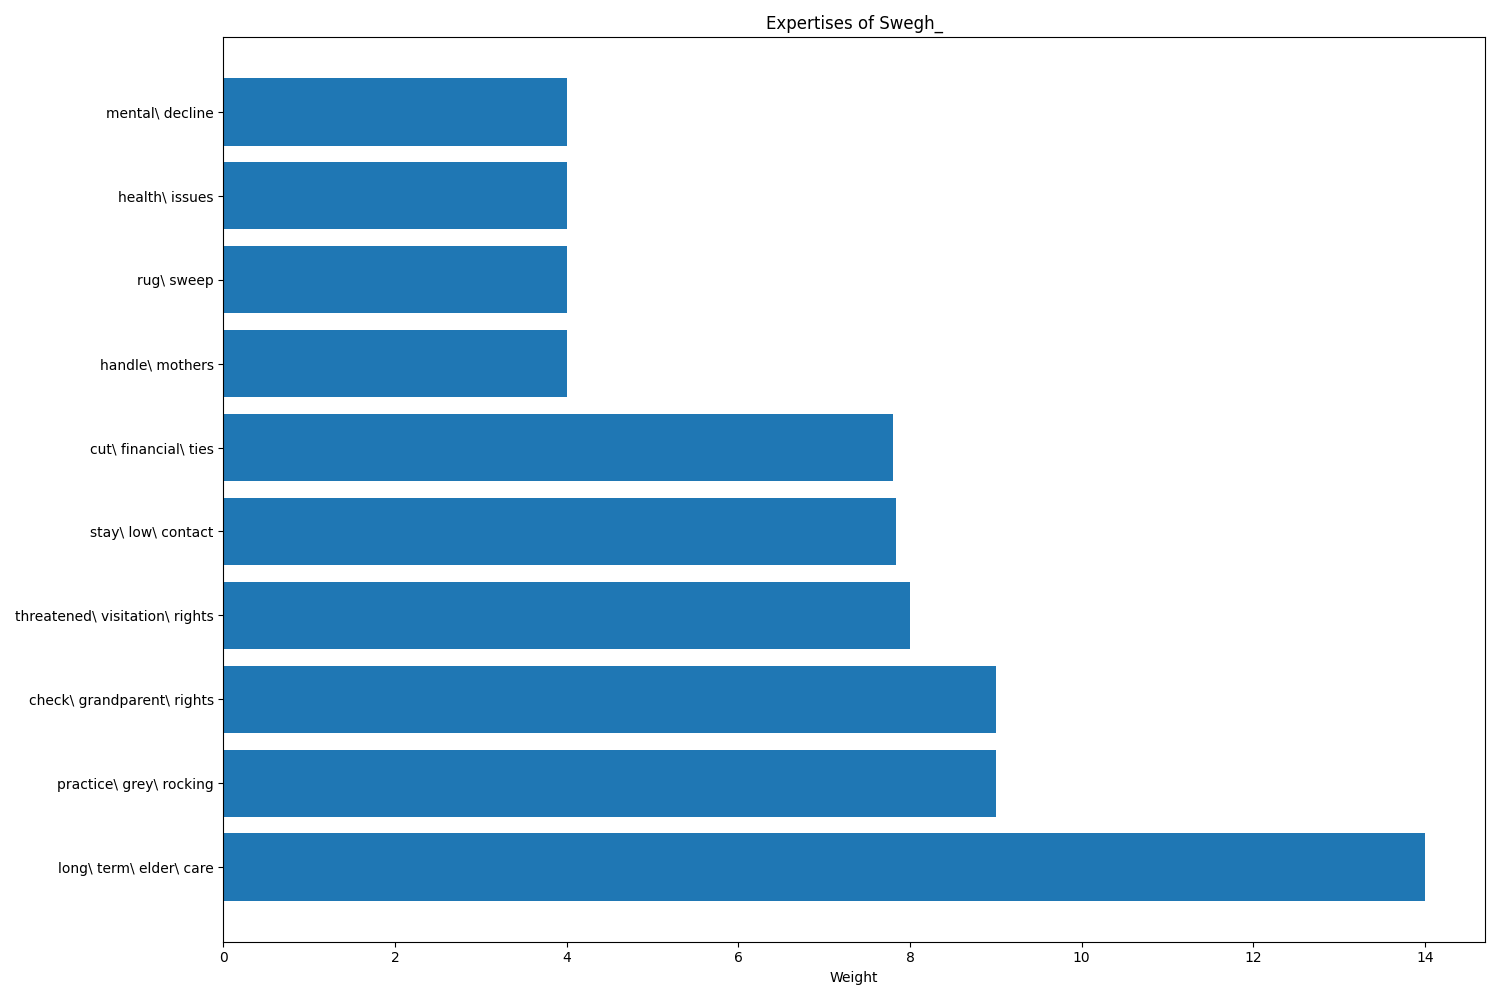 Expertises of Swegh_
mental\ decline
health\ issues
rug\ sweep
handle\ mothers
cut\ financial\ ties
stay\ low\ contact
threatened\ visitation\ rights
check\ grandparent\ rights
practice\ grey\ rocking
long\ term\ elder\ care
0 2 4 6 8 10 12 14
Weight